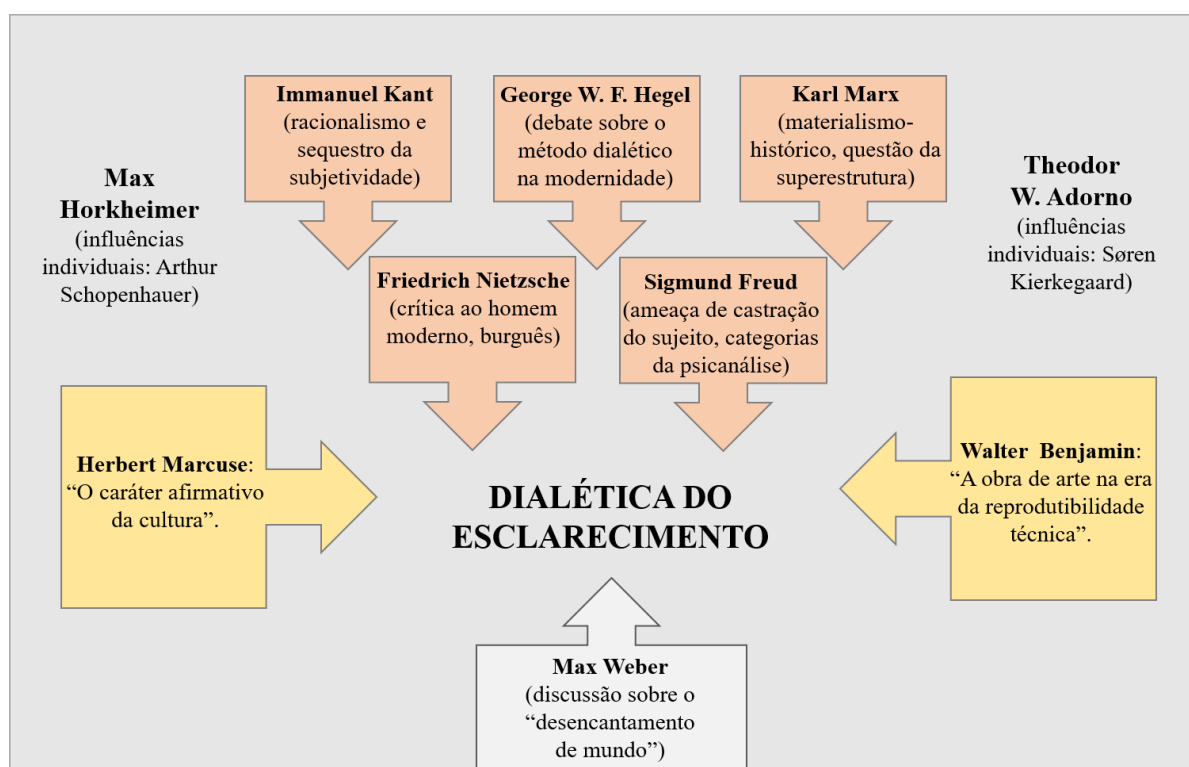 Immanuel Kant
(racionalismo e
sequestro da
subjetividade)
George W. F. Hegel
(debate sobre o
método dialético
na modernidade)
Karl Marx
(materialismo-
histórico, questão da
superestrutura)
Max
Horkheimer
(influências
individuais: Arthur
Schopenhauer)
Theodor
W. Adorno
(influências
individuais: Søren
Kierkegaard)
Friedrich Nietzsche
(crítica ao homem
moderno, burguês)
Sigmund Freud
(ameaça de castração
do sujeito, categorias
da psicanálise)
Herbert Marcuse:
“O caráter afirmativo
da cultura”.
DIALÉTICA DO
ESCLARECIMENTO
Walter Benjamin:
“A obra de arte na era
da reprodutibilidade
técnica”.
Max Weber
(discussão sobre o
“desencantamento
de mundo”)